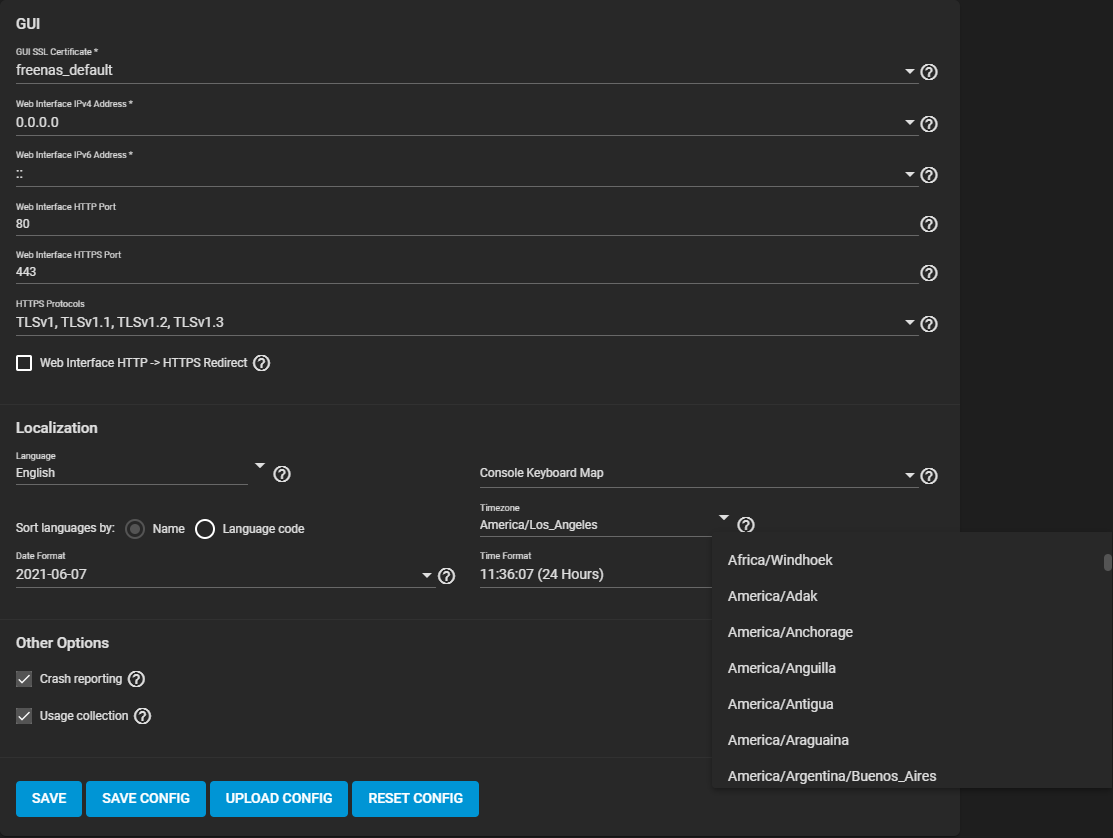 GUI
GUI SSL Certificate *
freenas_default
Web Interface IPv4 Address *
0.0.0.0
Web Interface IPv6 Address *
::
Web Interface HTTP Port
80
Web Interface HTTPS Port
443
HTTPS Protocols
TLSv1, TLSv1.1, TLSv1.2, TLSv1.3
Web Interface HTTP -> HTTPS Redirect
Localization
Language
English
Console Keyboard Map
Sort languages by: Name Language code
Timezone
America/Los_Angeles
Date Format
2021-06-07
Time Format
11:36:07 (24 Hours)
Africa/Windhoek
America/Adak
America/Anchorage
America/Anguilla
America/Antigua
America/Araguaina
America/Argentina/Buenos_Aires
Other Options
Crash reporting
Usage collection
SAVE SAVE CONFIG UPLOAD CONFIG RESET CONFIG